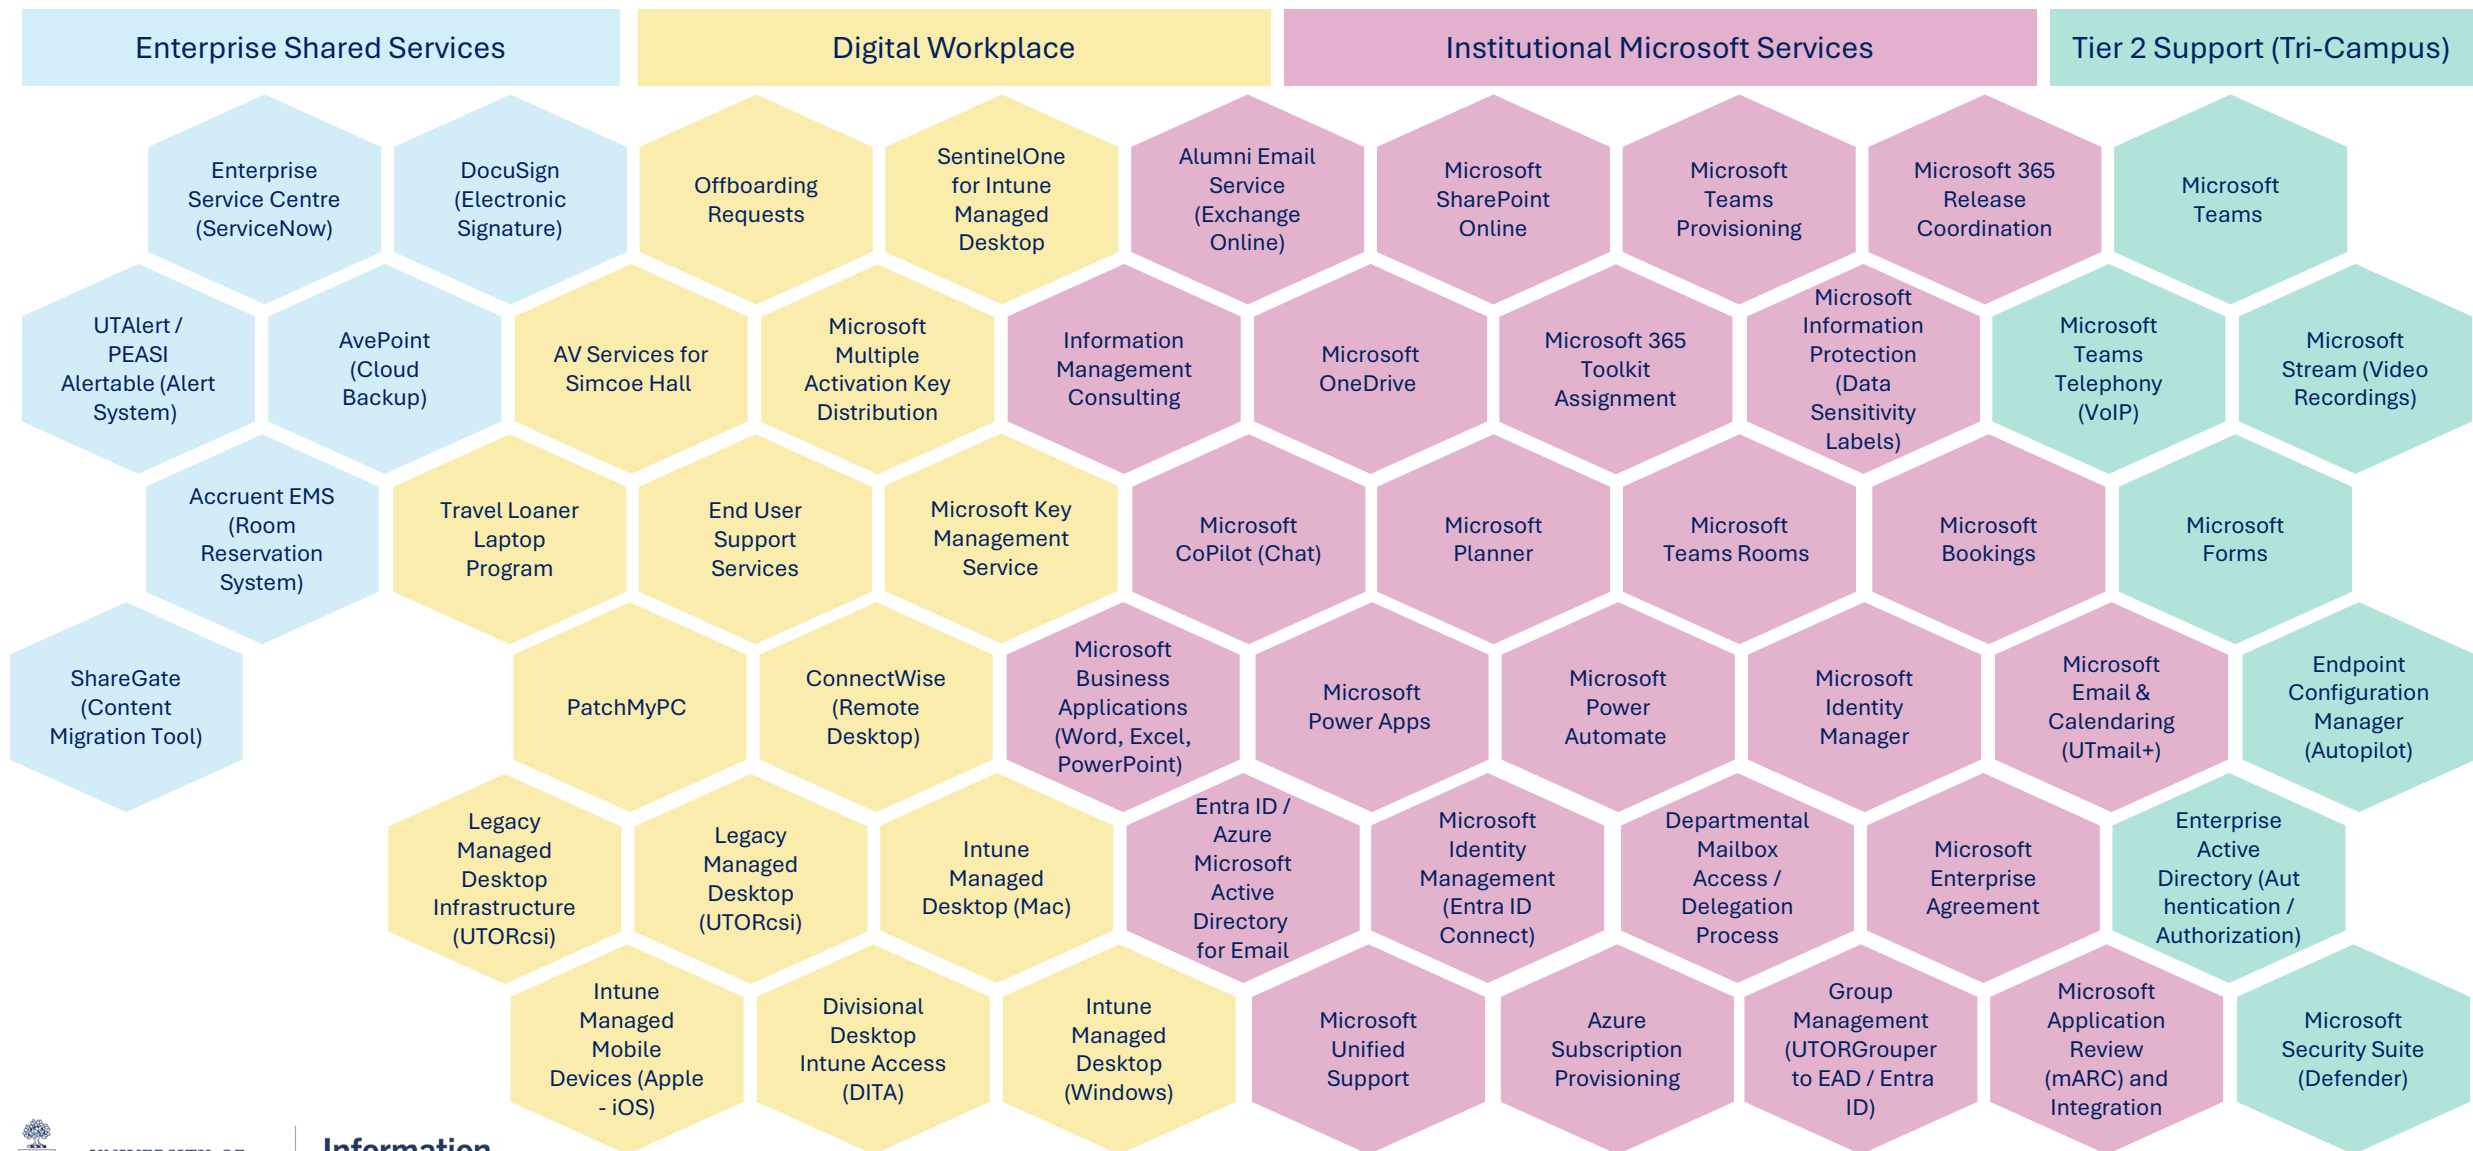 Enterprise Shared Services
Digital Workplace
Institutional Microsoft Services
Tier 2 Support (Tri-Campus)
Enterprise
Service Centre
(ServiceNow)
DocuSign
(Electronic
Signature)
Offboarding
Requests
SentinelOne
for Intune
Managed
Desktop
Alumni Email
Service
(Exchange
Online)
Microsoft
SharePoint
Online
Microsoft
Teams
Provisioning
Microsoft 365
Release
Coordination
Microsoft
Teams
UTAlert /
PEASI
Alertable (Alert
System)
AvePoint
(Cloud
Backup)
AV Services for
Simcoe Hall
Microsoft
Multiple
Activation Key
Distribution
Information
Management
Consulting
Microsoft
OneDrive
Microsoft 365
Toolkit
Assignment
Microsoft
Information
Protection
(Data
Sensitivity
Labels)
Microsoft
Teams
Telephony
(VoIP)
Microsoft
Stream (Video
Recordings)
Accruent EMS
(Room
Reservation
System)
Travel Loaner
Laptop
Program
End User
Support
Services
Microsoft Key
Management
Service
Microsoft
CoPilot (Chat)
Microsoft
Planner
Microsoft
Teams Rooms
Microsoft
Bookings
Microsoft
Forms
ShareGate
(Content
Migration Tool)
PatchMyPC
ConnectWise
(Remote
Desktop)
Microsoft
Business
Applications
(Word, Excel,
PowerPoint)
Microsoft
Power Apps
Microsoft
Power
Automate
Microsoft
Identity
Manager
Microsoft
Email &
Calendaring
(UTmail+)
Endpoint
Configuration
Manager
(Autopilot)
Legacy
Managed
Desktop
Infrastructure
(UTORcsi)
Legacy
Managed
Desktop
(UTORcsi)
Intune
Managed
Desktop (Mac)
Entra ID /
Azure
Microsoft
Active
Directory
for Email
Microsoft
Identity
Management
(Entra ID
Connect)
Departmental
Mailbox
Access /
Delegation
Process
Microsoft
Enterprise
Agreement
Enterprise
Active
Directory (Aut
hentication /
Authorization)
Intune
Managed
Mobile
Devices (Apple
- iOS)
Divisional
Desktop
Intune Access
(DITA)
Intune
Managed
Desktop
(Windows)
Microsoft
Unified
Support
Azure
Subscription
Provisioning
Group
Management
(UTORGrouper
to EAD / Entra
ID)
Microsoft
Application
Review
(mARC) and
Integration
Microsoft
Security Suite
(Defender)
UNIVERSITY OF
Information